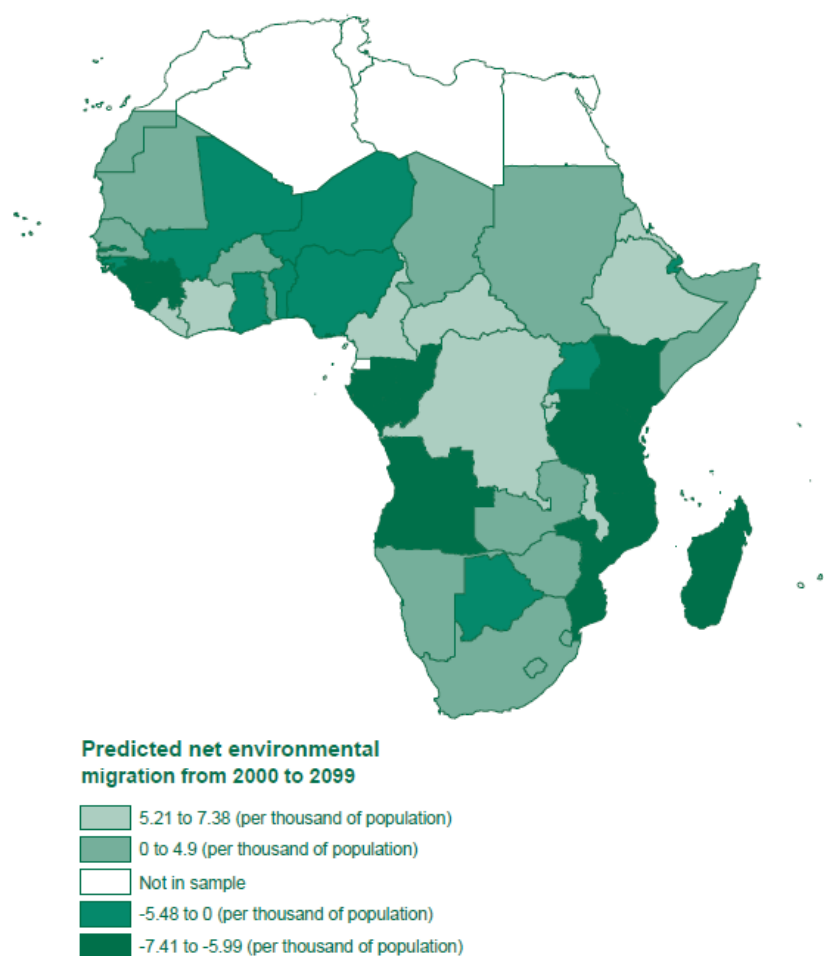 Predicted net environmental
migration from 2000 to 2099
5.21 to 7.38 (per thousand of population)
0 to 4.9 (per thousand of population)
Not in sample
-5.48 to 0 (per thousand of population)
-7.41 to -5.99 (per thousand of population)